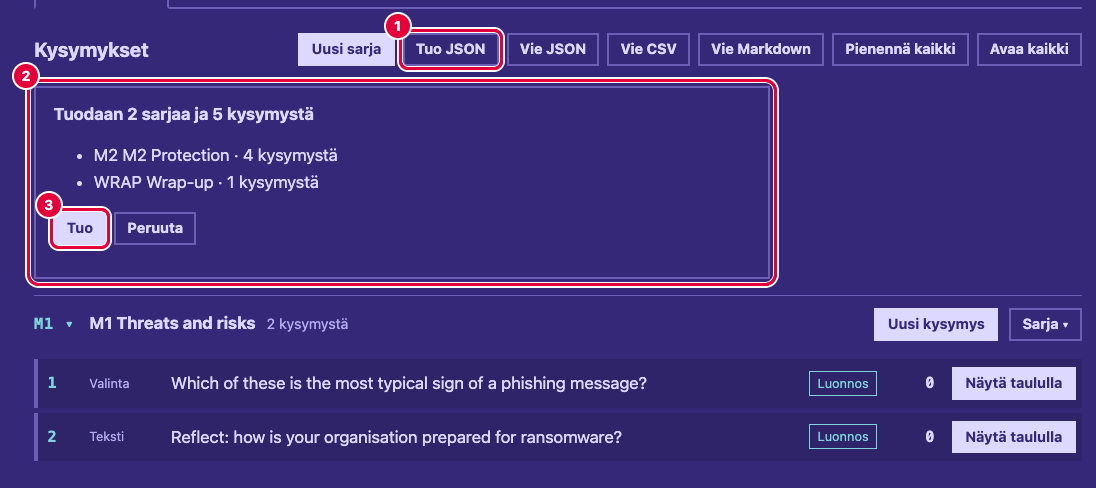 Kysymykset
Uusi sarja
1
Tuo JSON
Vie JSON
Vie CSV
Vie Markdown
Pienennä kaikki
Avaa kaikki
2
Tuodaan 2 sarjaa ja 5 kysymystä
• M2 M2 Protection · 4 kysymystä
• WRAP Wrap-up · 1 kysymystä
3
Tuo
Peruuta
M1 ▾ M1 Threats and risks 2 kysymystä
Uusi kysymys
Sarja ▾
1 Valinta Which of these is the most typical sign of a phishing message? Luonnos 0 Näytä taululla
2 Teksti Reflect: how is your organisation prepared for ransomware? Luonnos 0 Näytä taululla